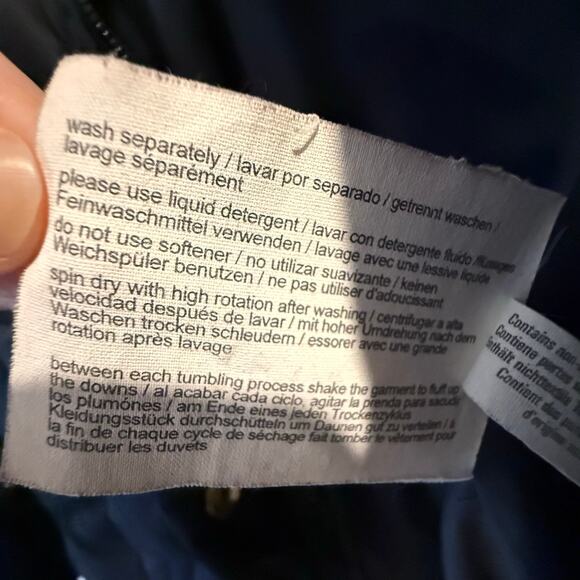 wash separately / lavar por separado / getrennt waschen /
lavage séparément
please use liquid detergent / lavar con detergente fluido /
Feinwaschmittel verwenden / lavage avec une lessive liquide
do not use softener / no utilizar suavizante / keinen
Weichspüler benutzen / ne pas utiliser d'adoucissant
spin dry with high rotation after washing / centrifugar a alta
velocidad después de lavar / mit hoher Umdrehung nach dem
Waschen trocken schleudern / essorer avec une grande
rotation après lavage
between each tumbling process shake the garment to fluff up
the downs / al acabar cada ciclo, agitar la prenda para sacudir
los plumónes / am Ende eines jeden Trockenzyklus
Kleidungsstück durchschütteln um Daunen gut zu verteilen / à
la fin de chaque cycle de séchage fait tomber le vêtement pour
distribuer les duvets
Contains
Contiene partes
Enthält
Contient des
d'origine